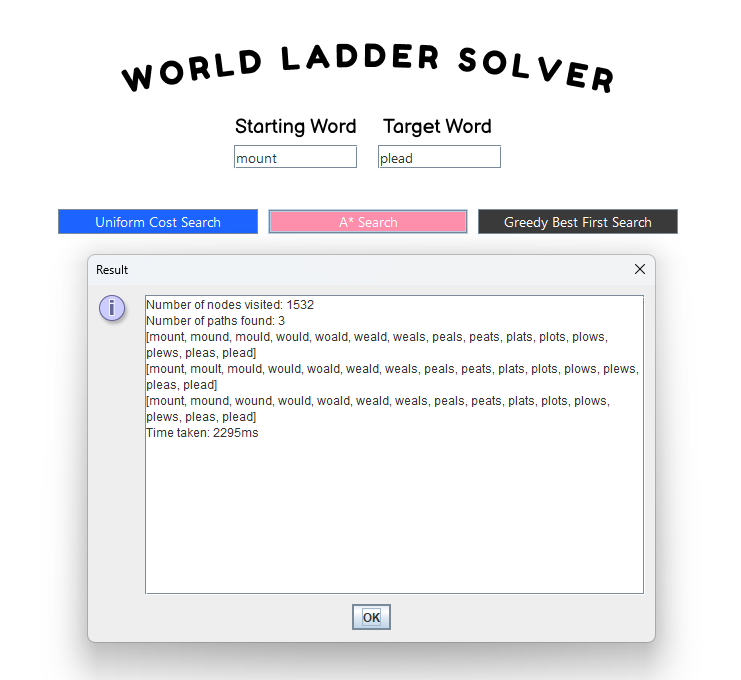 WORLD LADDER SOLVER
Starting Word Target Word
mount plead
Uniform Cost Search A* Search Greedy Best First Search
Result
Number of nodes visited: 1532
Number of paths found: 3
[mount, mound, mould, would, woald, weald, weals, peals, peats, plats, plots, plows,
plews, pleas, plead]
[mount, moult, mould, would, woald, weald, weals, peals, peats, plats, plots, plows, plews,
pleas, plead]
[mount, mound, wound, would, woald, weald, weals, peals, peats, plats, plots, plows,
plews, pleas, plead]
Time taken: 2295ms
OK